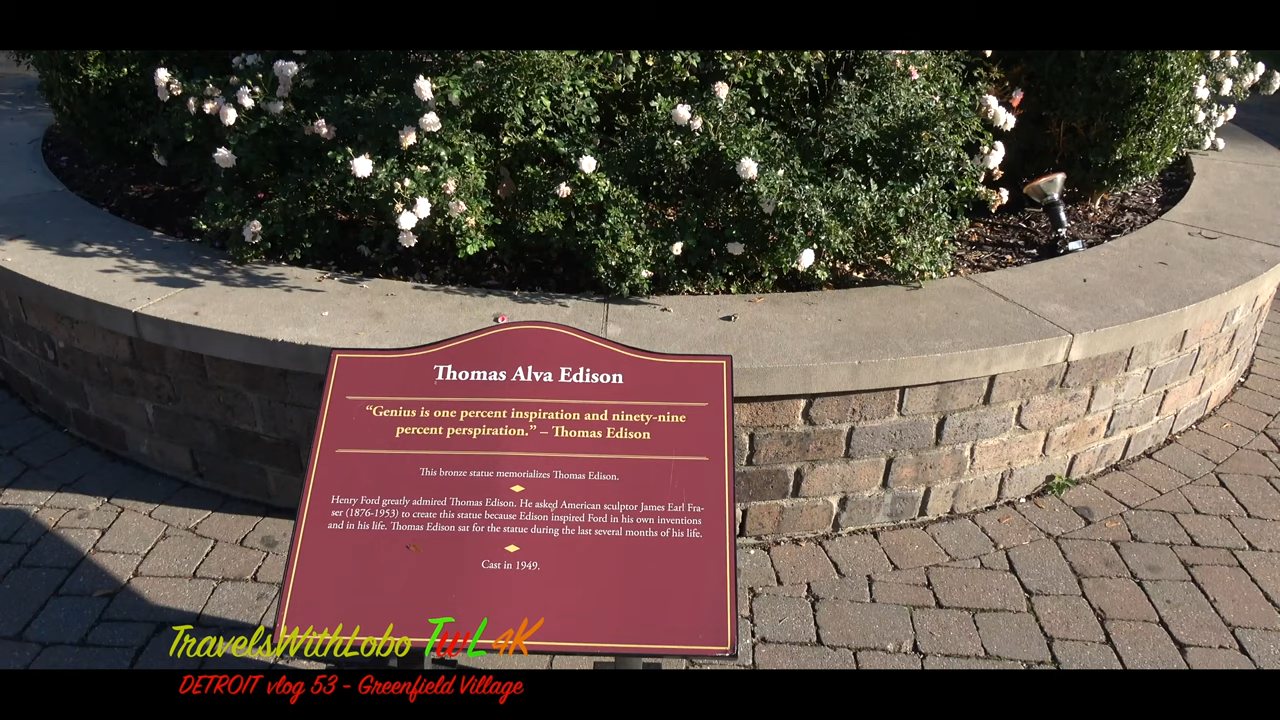 Thomas Alva Edison
“Genius is one percent inspiration and ninety-nine
percent perspiration.” – Thomas Edison
This bronze statue memorializes Thomas Edison.
Henry Ford greatly admired Thomas Edison. He asked American sculptor James Earl Fra-
ser (1876-1953) to create this statue because Edison inspired Ford in his own inventions
and in his life. Thomas Edison sat for the statue during the last several months of his life.
Cast in 1949.
TravelsWithLobo TwL 4K
DETROIT vlog 53 - Greenfield Village